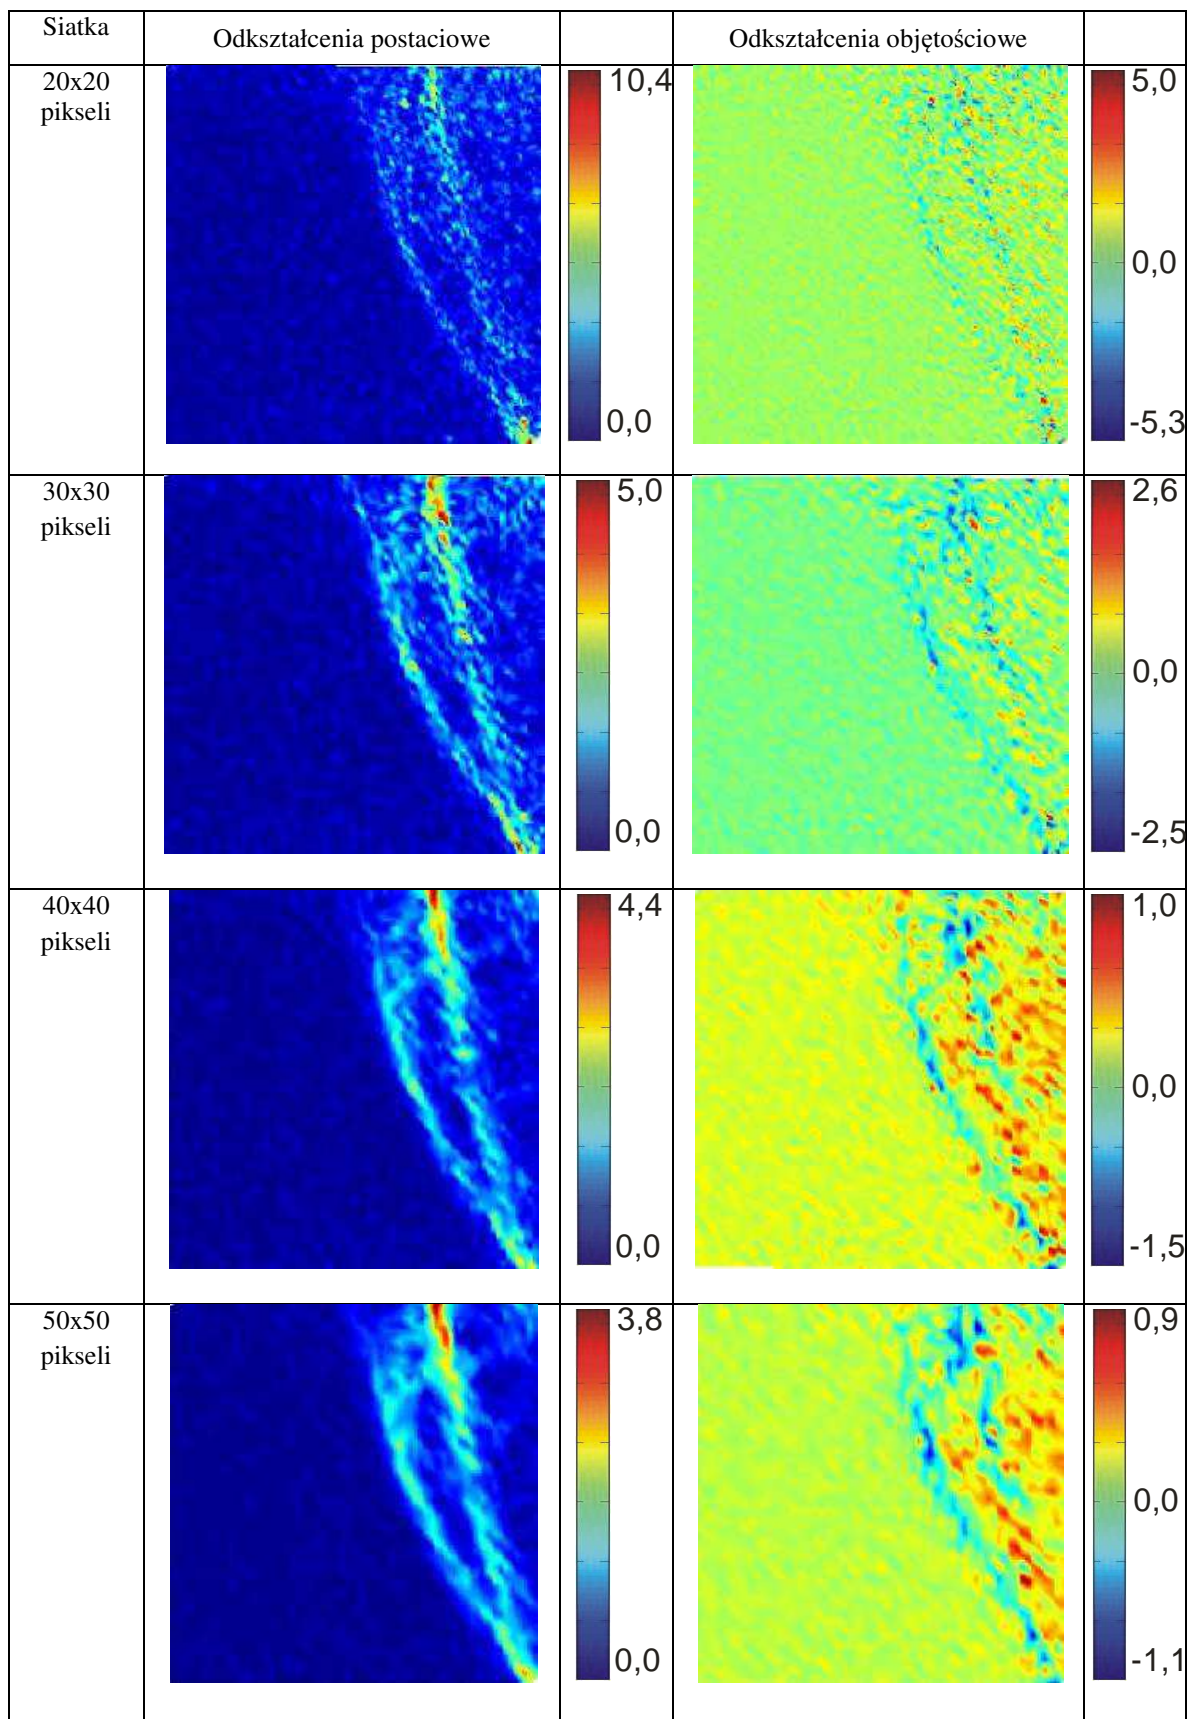 Siatka
Odkształcenia postaciowe
Odkształcenia objętościowe
20x20
pikseli
10,4
0,0
5,0
0,0
-5,3
30x30
pikseli
5,0
0,0
2,6
0,0
-2,5
40x40
pikseli
4,4
0,0
1,0
0,0
-1,5
50x50
pikseli
3,8
0,0
0,9
0,0
-1,1